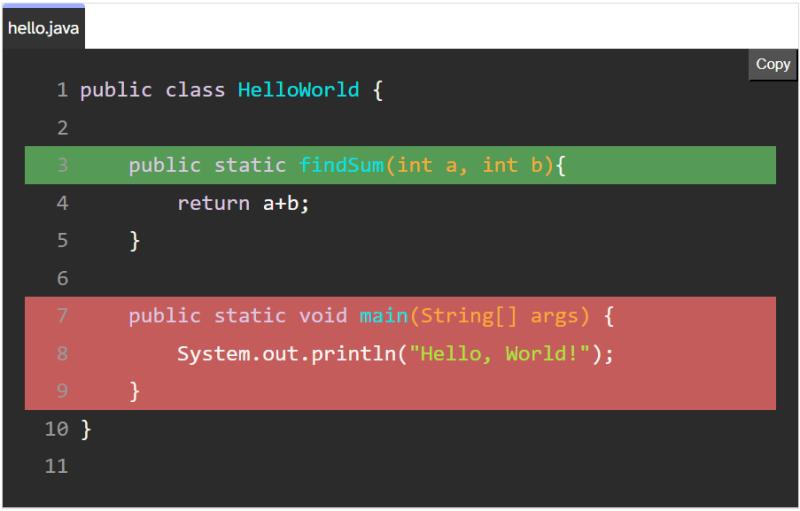 hello.java
Copy
1 public class HelloWorld {
2
3     public static findSum(int a, int b){
4         return a+b;
5     }
6
7     public static void main(String[] args) {
8         System.out.println("Hello, World!");
9     }
10 }
11